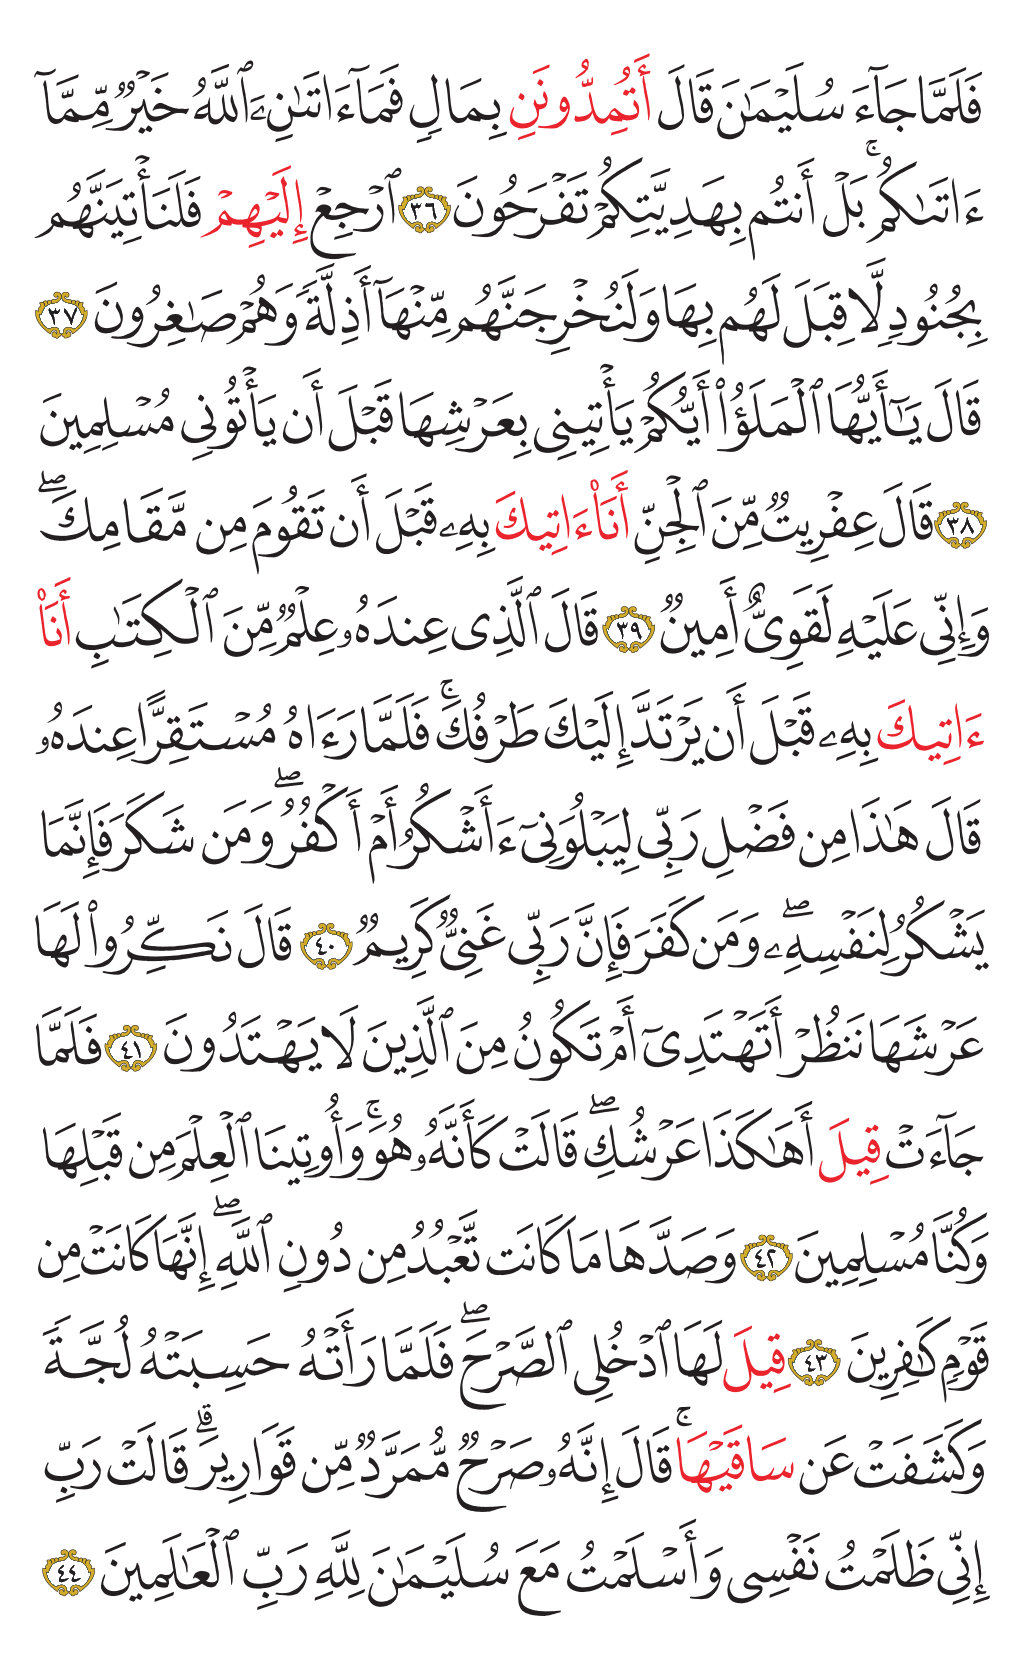 فَلَمَّا جَآءَ سُلَيْمَٰنَ قَالَ أَتُمِدُّونَنِ بِمَالٍ فَمَآ ءَاتَىٰنِۦَ ٱللَّهُ خَيْرٌ مِّمَّآ
ءَاتَىٰكُمۚ بَلْ أَنتُم بِهَدِيَّتِكُمْ تَفْرَحُونَ ٣٦ ٱرْجِعْ إِلَيْهِمْ فَلَنَأْتِيَنَّهُم
بِجُنُودٍ لَّا قِبَلَ لَهُم بِهَا وَلَنُخْرِجَنَّهُم مِّنْهَآ أَذِلَّةً وَهُمْ صَٰغِرُونَ ٣٧
قَالَ يَٰٓأَيُّهَا ٱلْمَلَؤُا۟ أَيُّكُمْ يَأْتِينِى بِعَرْشِهَا قَبْلَ أَن يَأْتُونِى مُسْلِمِينَ
٣٨ قَالَ عِفْرِيتٌ مِّنَ ٱلْجِنِّ أَنَا۠ ءَاتِيكَ بِهِۦ قَبْلَ أَن تَقُومَ مِن مَّقَامِكَۖ
وَإِنِّى عَلَيْهِ لَقَوِىٌّ أَمِينٌ ٣٩ قَالَ ٱلَّذِى عِندَهُۥ عِلْمٌ مِّنَ ٱلْكِتَٰبِ أَنَا۠
ءَاتِيكَ بِهِۦ قَبْلَ أَن يَرْتَدَّ إِلَيْكَ طَرْفُكَۚ فَلَمَّا رَءَاهُ مُسْتَقِرًّا عِندَهُۥ
قَالَ هَٰذَا مِن فَضْلِ رَبِّى لِيَبْلُوَنِىٓ ءَأَشْكُرُ أَمْ أَكْفُرُۖ وَمَن شَكَرَ فَإِنَّمَا
يَشْكُرُ لِنَفْسِهِۦۖ وَمَن كَفَرَ فَإِنَّ رَبِّى غَنِىٌّ كَرِيمٌ ٤٠ قَالَ نَكِّرُوا۟ لَهَا
عَرْشَهَا نَنظُرْ أَتَهْتَدِىٓ أَمْ تَكُونُ مِنَ ٱلَّذِينَ لَا يَهْتَدُونَ ٤١ فَلَمَّا
جَآءَتْ قِيلَ أَهَٰكَذَا عَرْشُكِۖ قَالَتْ كَأَنَّهُۥ هُوَۚ وَأُوتِينَا ٱلْعِلْمَ مِن قَبْلِهَا
وَكُنَّا مُسْلِمِينَ ٤٢ وَصَدَّهَا مَا كَانَت تَّعْبُدُ مِن دُونِ ٱللَّهِۖ إِنَّهَا كَانَتْ مِن
قَوْمٍ كَٰفِرِينَ ٤٣ قِيلَ لَهَا ٱدْخُلِى ٱلصَّرْحَۖ فَلَمَّا رَأَتْهُ حَسِبَتْهُ لُجَّةً
وَكَشَفَتْ عَن سَاقَيْهَاۚ قَالَ إِنَّهُۥ صَرْحٌ مُّمَرَّدٌ مِّن قَوَارِيرَۗ قَالَتْ رَبِّ
إِنِّى ظَلَمْتُ نَفْسِى وَأَسْلَمْتُ مَعَ سُلَيْمَٰنَ لِلَّهِ رَبِّ ٱلْعَٰلَمِينَ ٤٤